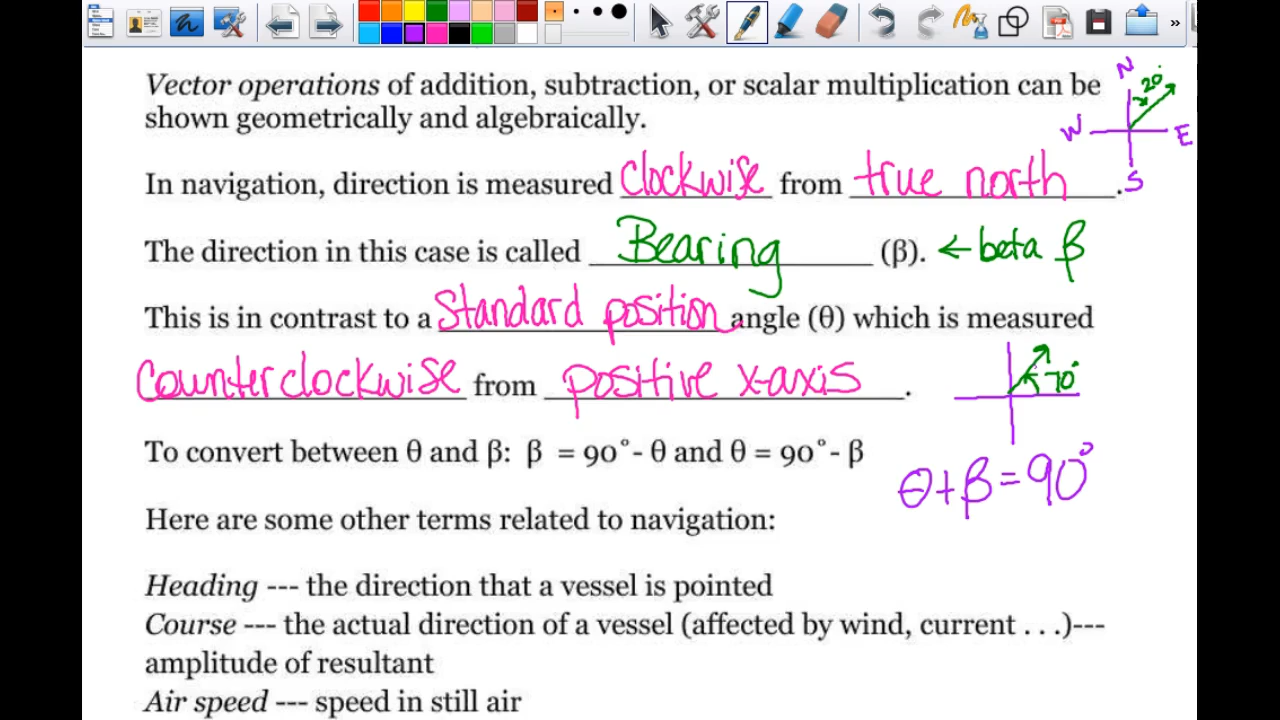 Vector operations of addition, subtraction, or scalar multiplication can be
shown geometrically and algebraically.
N
20°
W
E
S
In navigation, direction is measured clockwise from true north.
The direction in this case is called Bearing (β). ← beta β
This is in contrast to a Standard position angle (θ) which is measured
counterclockwise from positive x-axis.
70°
To convert between θ and β: β = 90° - θ and θ = 90° - β
θ + β = 90°
Here are some other terms related to navigation:
Heading --- the direction that a vessel is pointed
Course --- the actual direction of a vessel (affected by wind, current . . .)---
amplitude of resultant
Air speed --- speed in still air